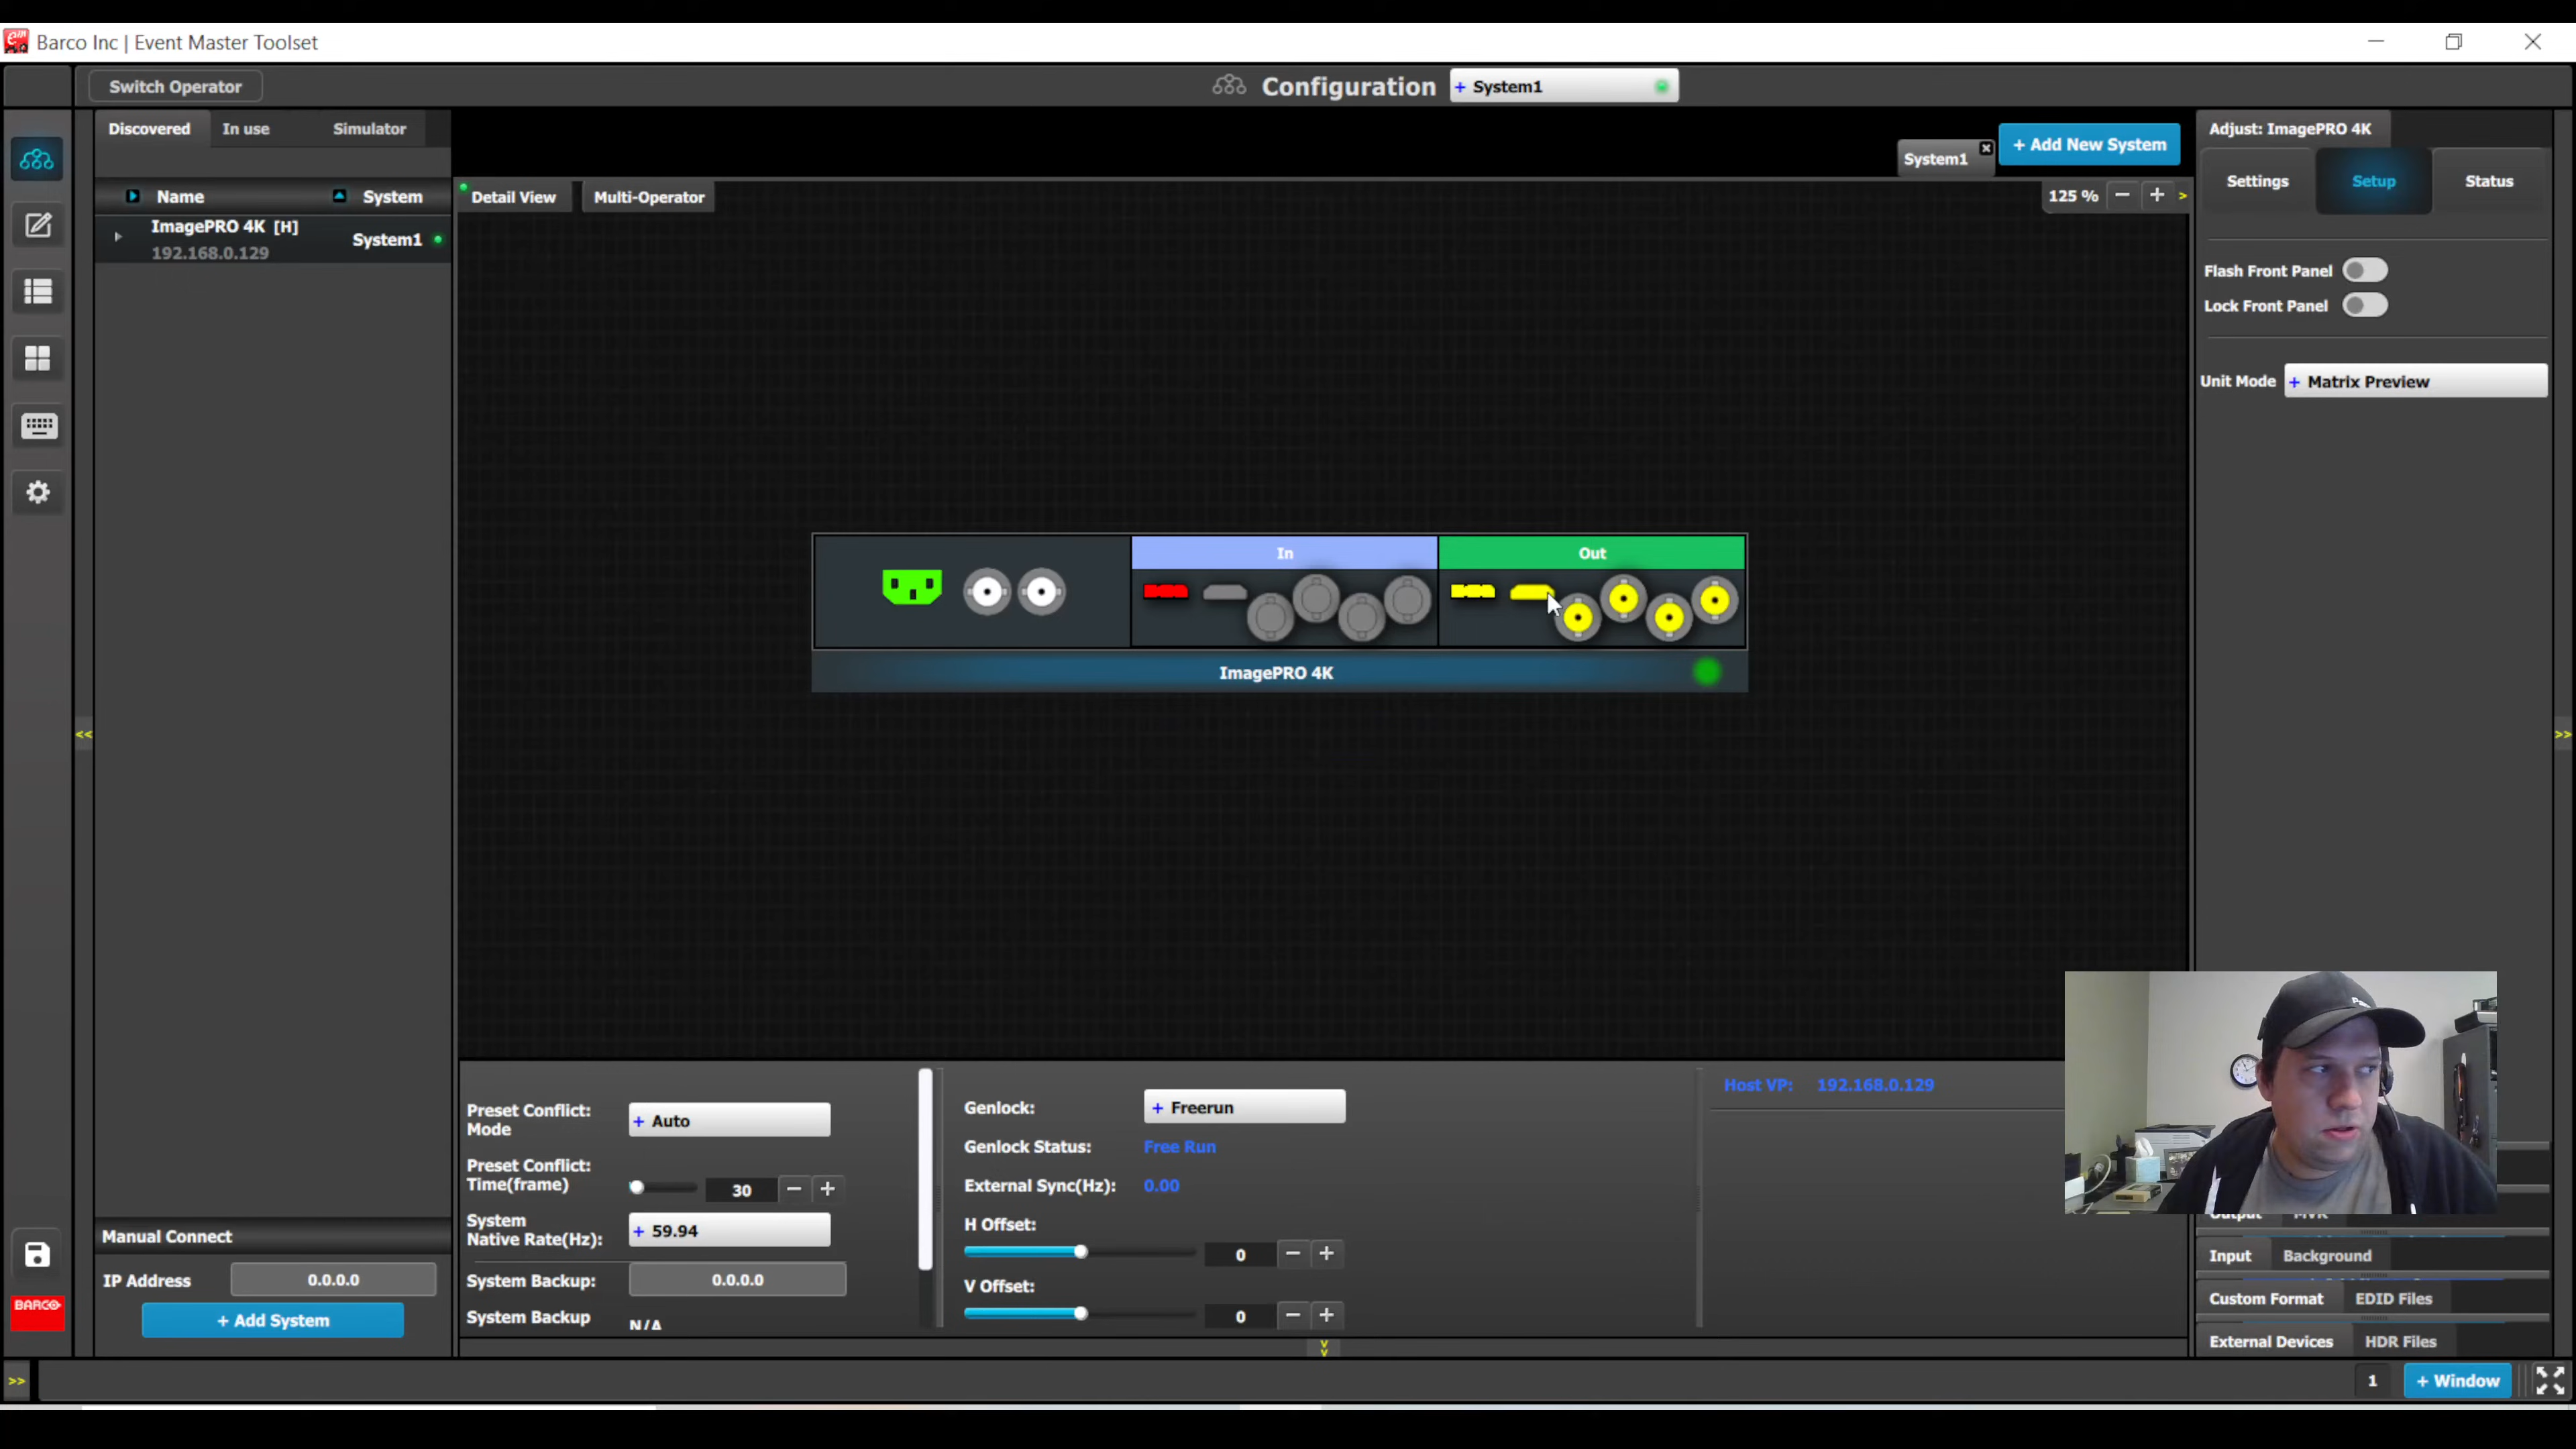 Barco Inc | Event Master Toolset
Switch Operator
Configuration
+ System1
Discovered
In use
Simulator
System1
+ Add New System
Adjust: ImagePRO 4K
Settings
Setup
Status
Name
System
Detail View
Multi-Operator
125 %
ImagePRO 4K [H]
192.168.0.129
System1
Flash Front Panel
Lock Front Panel
Unit Mode
+ Matrix Preview
In
Out
ImagePRO 4K
<<
>>
Preset Conflict:
Mode
+ Auto
Preset Conflict:
Time(frame)
30
System
Native Rate(Hz):
+ 59.94
System Backup:
0.0.0.0
System Backup
N/A
Genlock:
+ Freerun
Genlock Status:
Free Run
External Sync(Hz):
0.00
H Offset:
0
V Offset:
0
Host VP:
192.168.0.129
Manual Connect
IP Address
0.0.0.0
+ Add System
BARCO
Output
MVR
Input
Background
Custom Format
EDID Files
External Devices
HDR Files
>>
1
+ Window